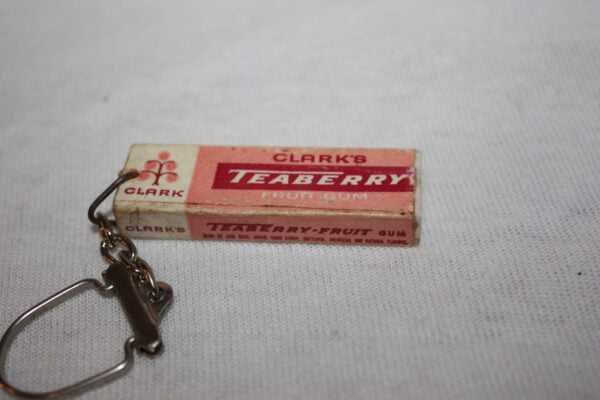 CLARK
CLARK'S
TEABERRY
FRUIT GUM
CLARK'S
TEABERRY-FRUIT GUM